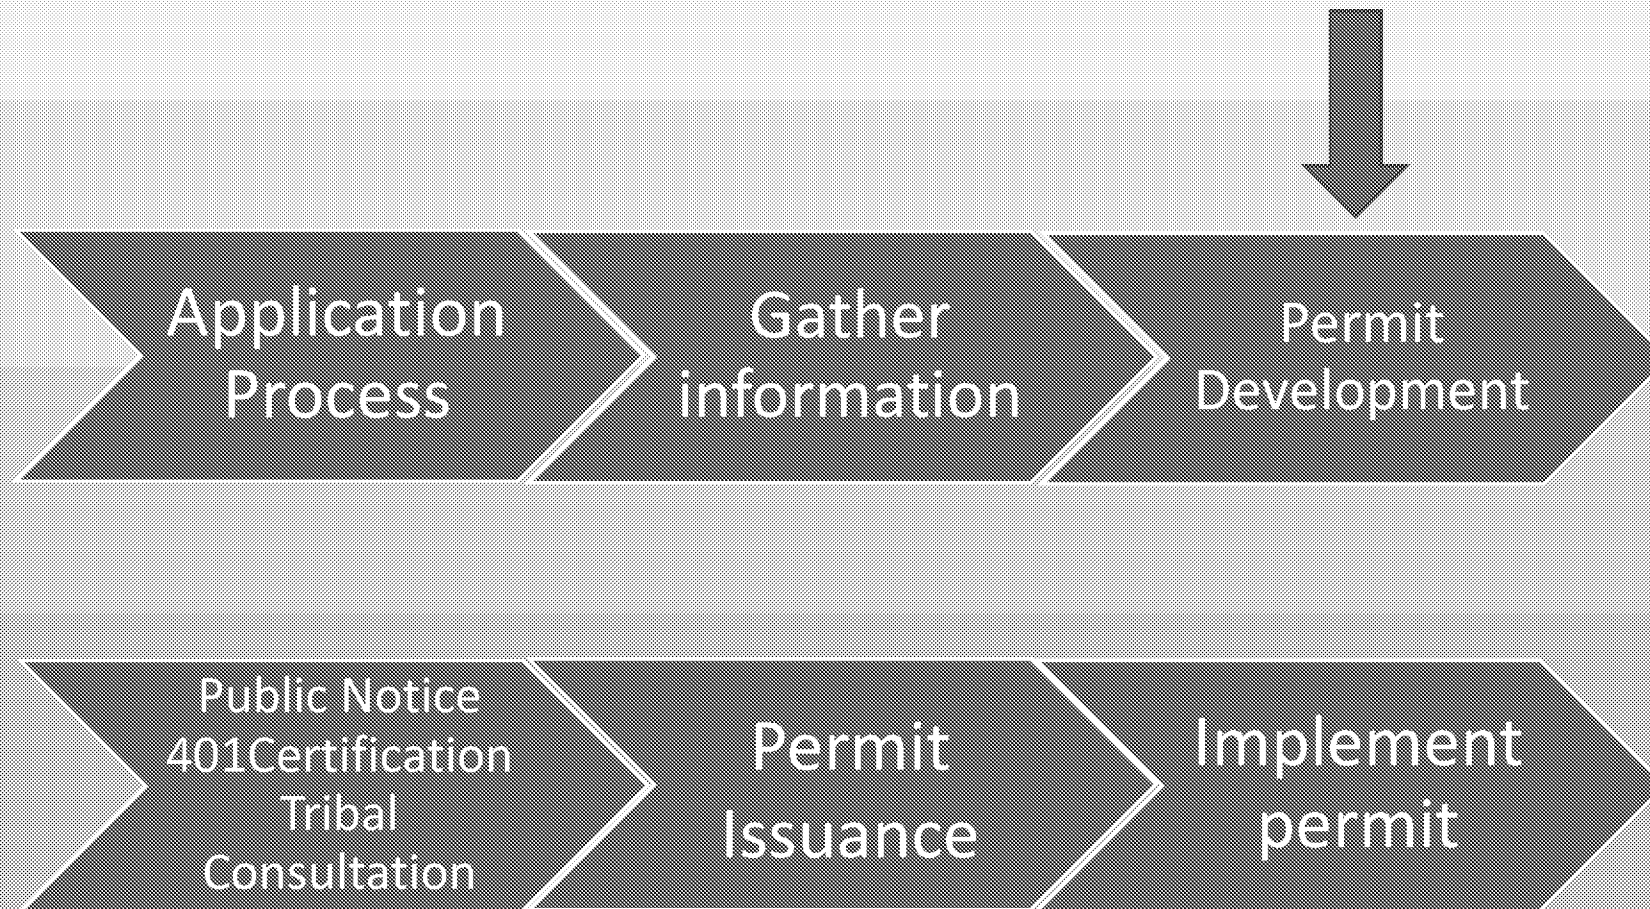 Application
Process
Gather
information
Permit
Development
Public Notice
401Certification
Tribal
Consultation
Permit
Issuance
Implement
permit